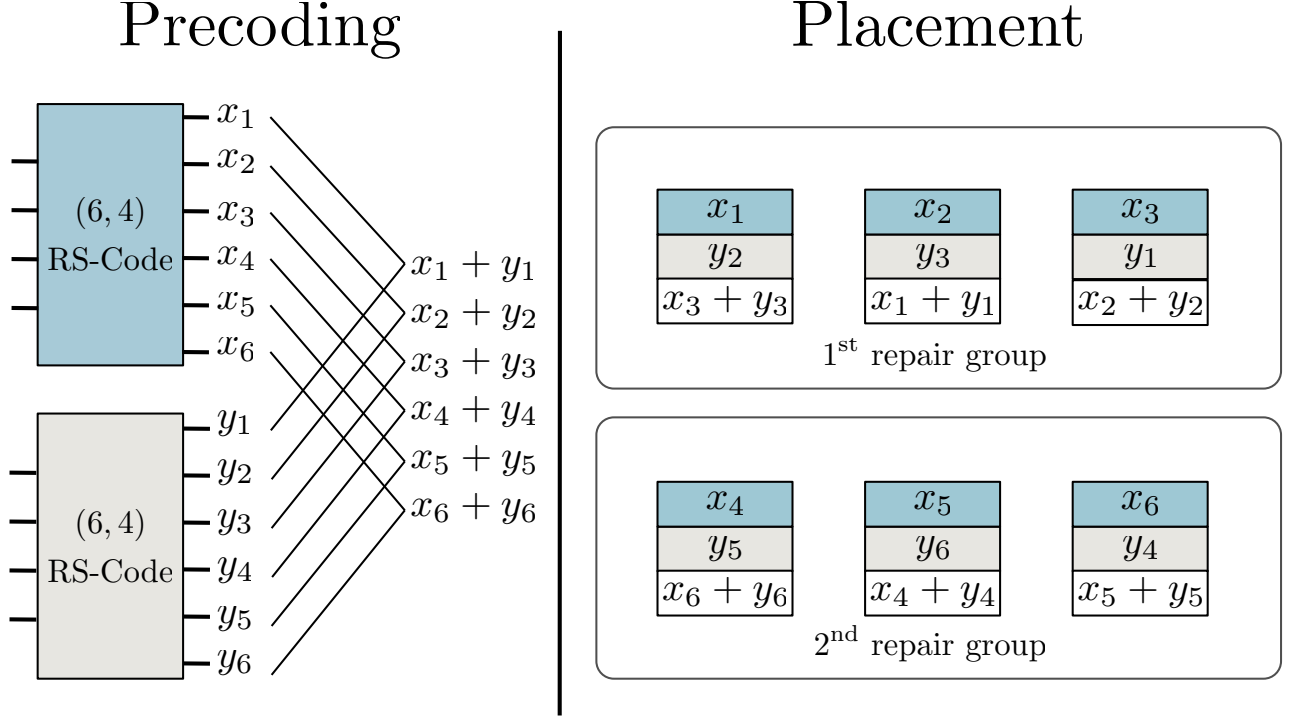 Precoding
(6, 4)
RS-Code
x₁
x₂
x₃
x₄
x₅
x₆
(6, 4)
RS-Code
y₁
y₂
y₃
y₄
y₅
y₆
x₁ + y₁
x₂ + y₂
x₃ + y₃
x₄ + y₄
x₅ + y₅
x₆ + y₆
Placement
x₁ x₂ x₃
y₂ y₃ y₁
x₃ + y₃ x₁ + y₁ x₂ + y₂
1st repair group
x₄ x₅ x₆
y₅ y₆ y₄
x₆ + y₆ x₄ + y₄ x₅ + y₅
2nd repair group